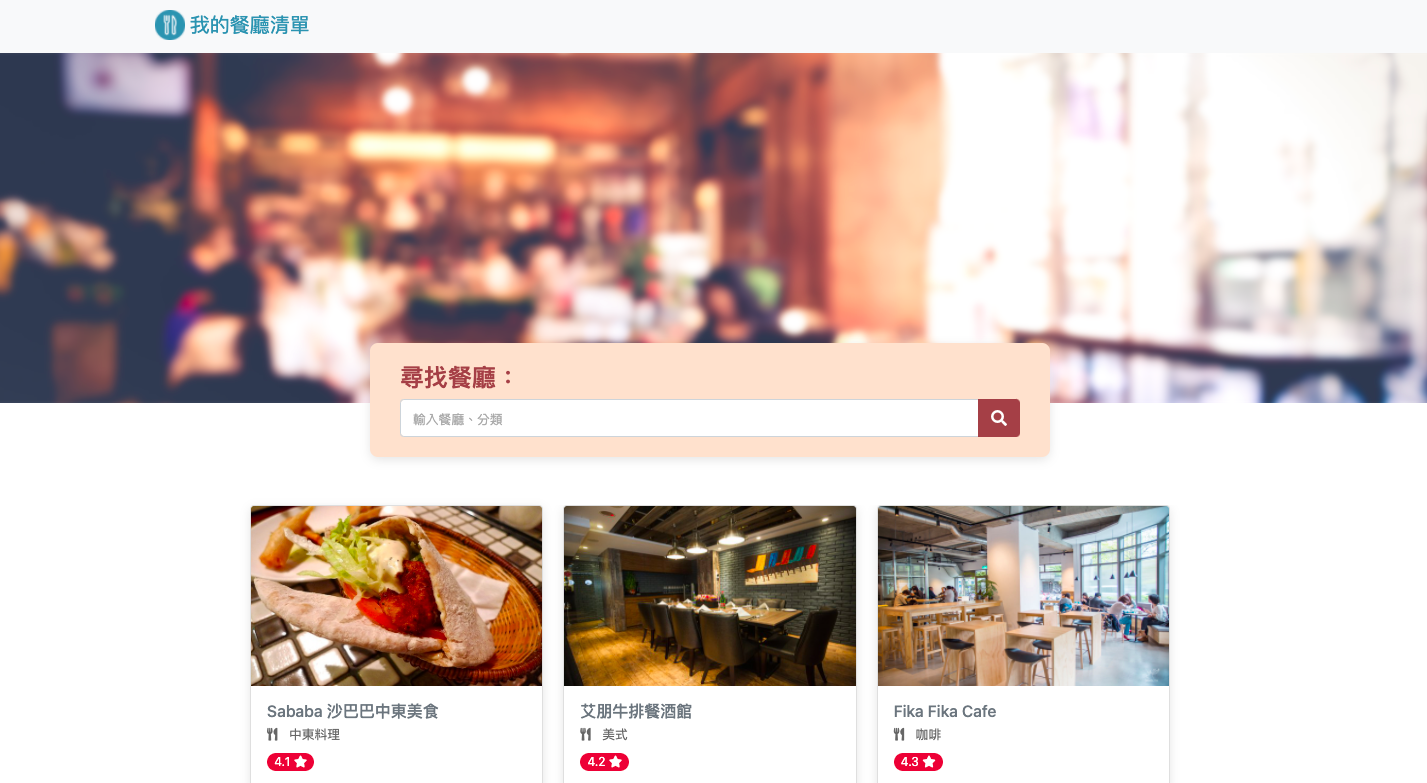 我的餐廳清單
尋找餐廳：
輸入餐廳、分類
Sababa 沙巴巴中東美食
中東料理
4.1
艾朋牛排餐酒館
美式
4.2
Fika Fika Cafe
咖啡
4.3